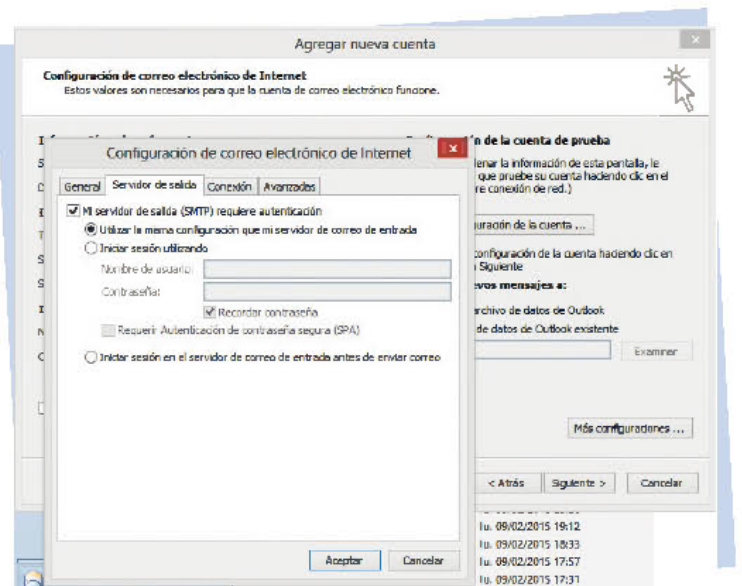 Agregar nueva cuenta
Configuración de correo electrónico de Internet
Estos valores son necesarios para que la cuenta de correo electrónico funcione.
n de la cuenta de prueba
lenar la información de esta pantalla, le
que pruebe su cuenta haciendo clic en el
re conexión de red.)
uración de la cuenta ...
configuración de la cuenta haciendo clic en
Siguiente
evos mensajes a:
rchivo de datos de Outlook
de datos de Outlook existente
Examinar
Más configuraciones ...
< Atrás Siguiente > Cancelar
Configuración de correo electrónico de Internet
General Servidor de salida Conexión Avanzadas
Mi servidor de salida (SMTP) requiere autenticación
Utilizar la misma configuración que mi servidor de correo de entrada
Iniciar sesión utilizando
Nombre de usuario:
Contraseña:
Recordar contraseña
Requerir Autenticación de contraseña segura (SPA)
Iniciar sesión en el servidor de correo de entrada antes de enviar correo
Aceptar Cancelar
lu. 09/02/2015 19:12
lu. 09/02/2015 18:33
lu. 09/02/2015 17:57
lu. 09/02/2015 17:31